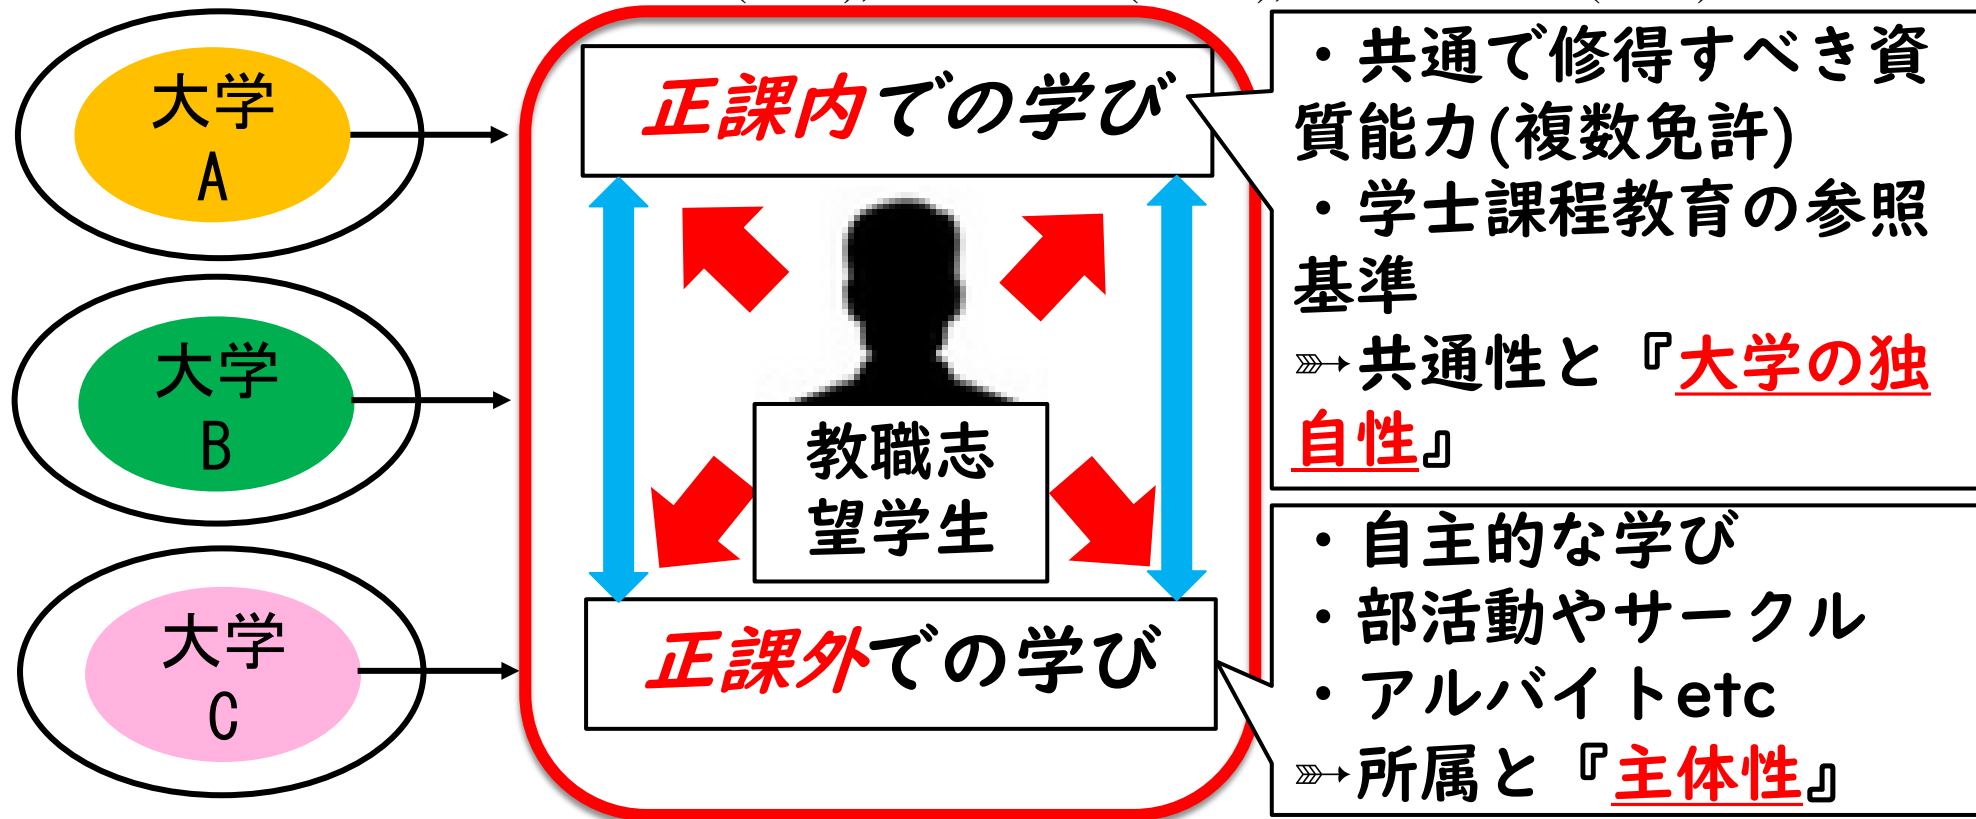 大学
A
大学
B
大学
C
正課内での学び
教職志
望学生
正課外での学び
・共通で修得すべき資
質能力(複数免許)
・学士課程教育の参照
基準
➳共通性と『大学の独
自性』
・自主的な学び
・部活動やサークル
・アルバイトetc
➳所属と『主体性』